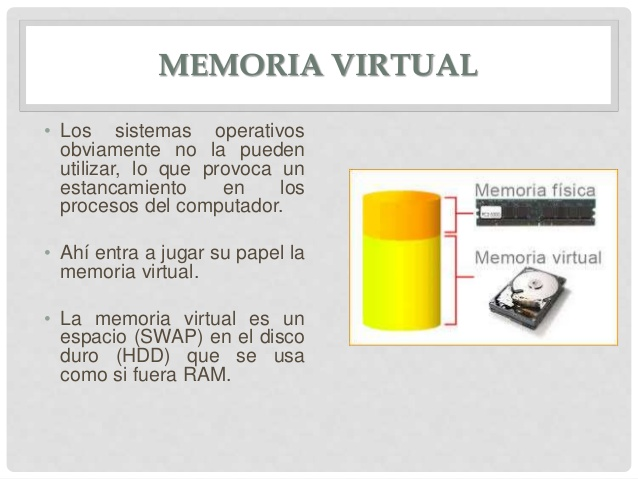 MEMORIA VIRTUAL
• Los sistemas operativos
obviamente no la pueden
utilizar, lo que provoca un
estancamiento en los
procesos del computador.
• Ahí entra a jugar su papel la
memoria virtual.
• La memoria virtual es un
espacio (SWAP) en el disco
duro (HDD) que se usa
como si fuera RAM.
Memoria física
Memoria virtual